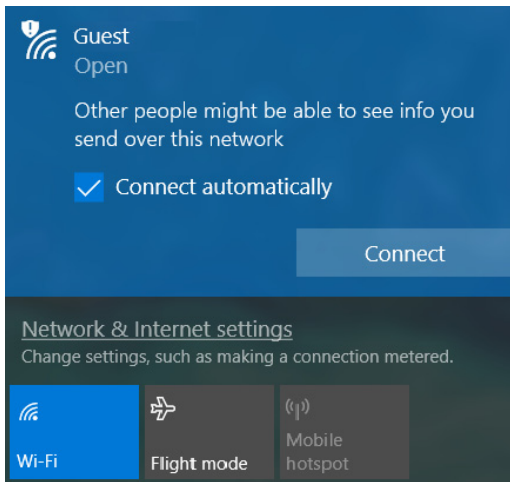 Guest
Open
Other people might be able to see info you
send over this network
Connect automatically
Connect
Network & Internet settings
Change settings, such as making a connection metered.
Wi-Fi
Flight mode
Mobile
hotspot